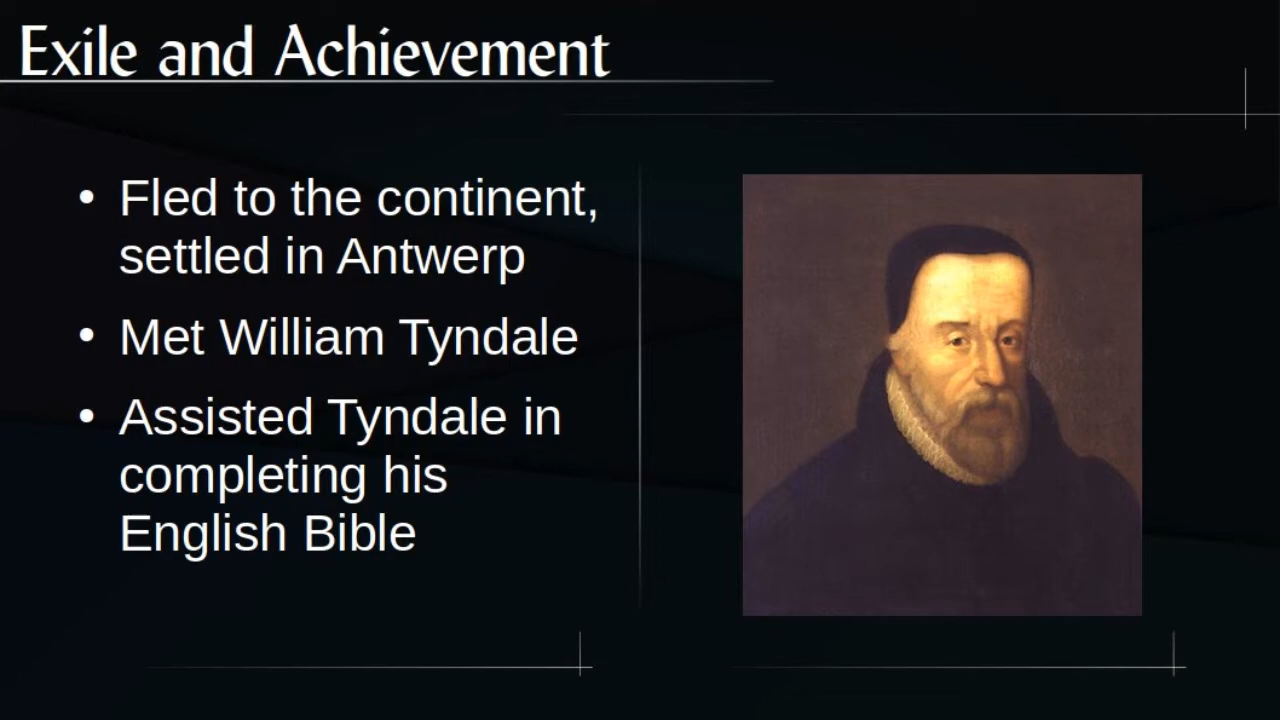 Exile and Achievement
• Fled to the continent,
settled in Antwerp
• Met William Tyndale
• Assisted Tyndale in
completing his
English Bible